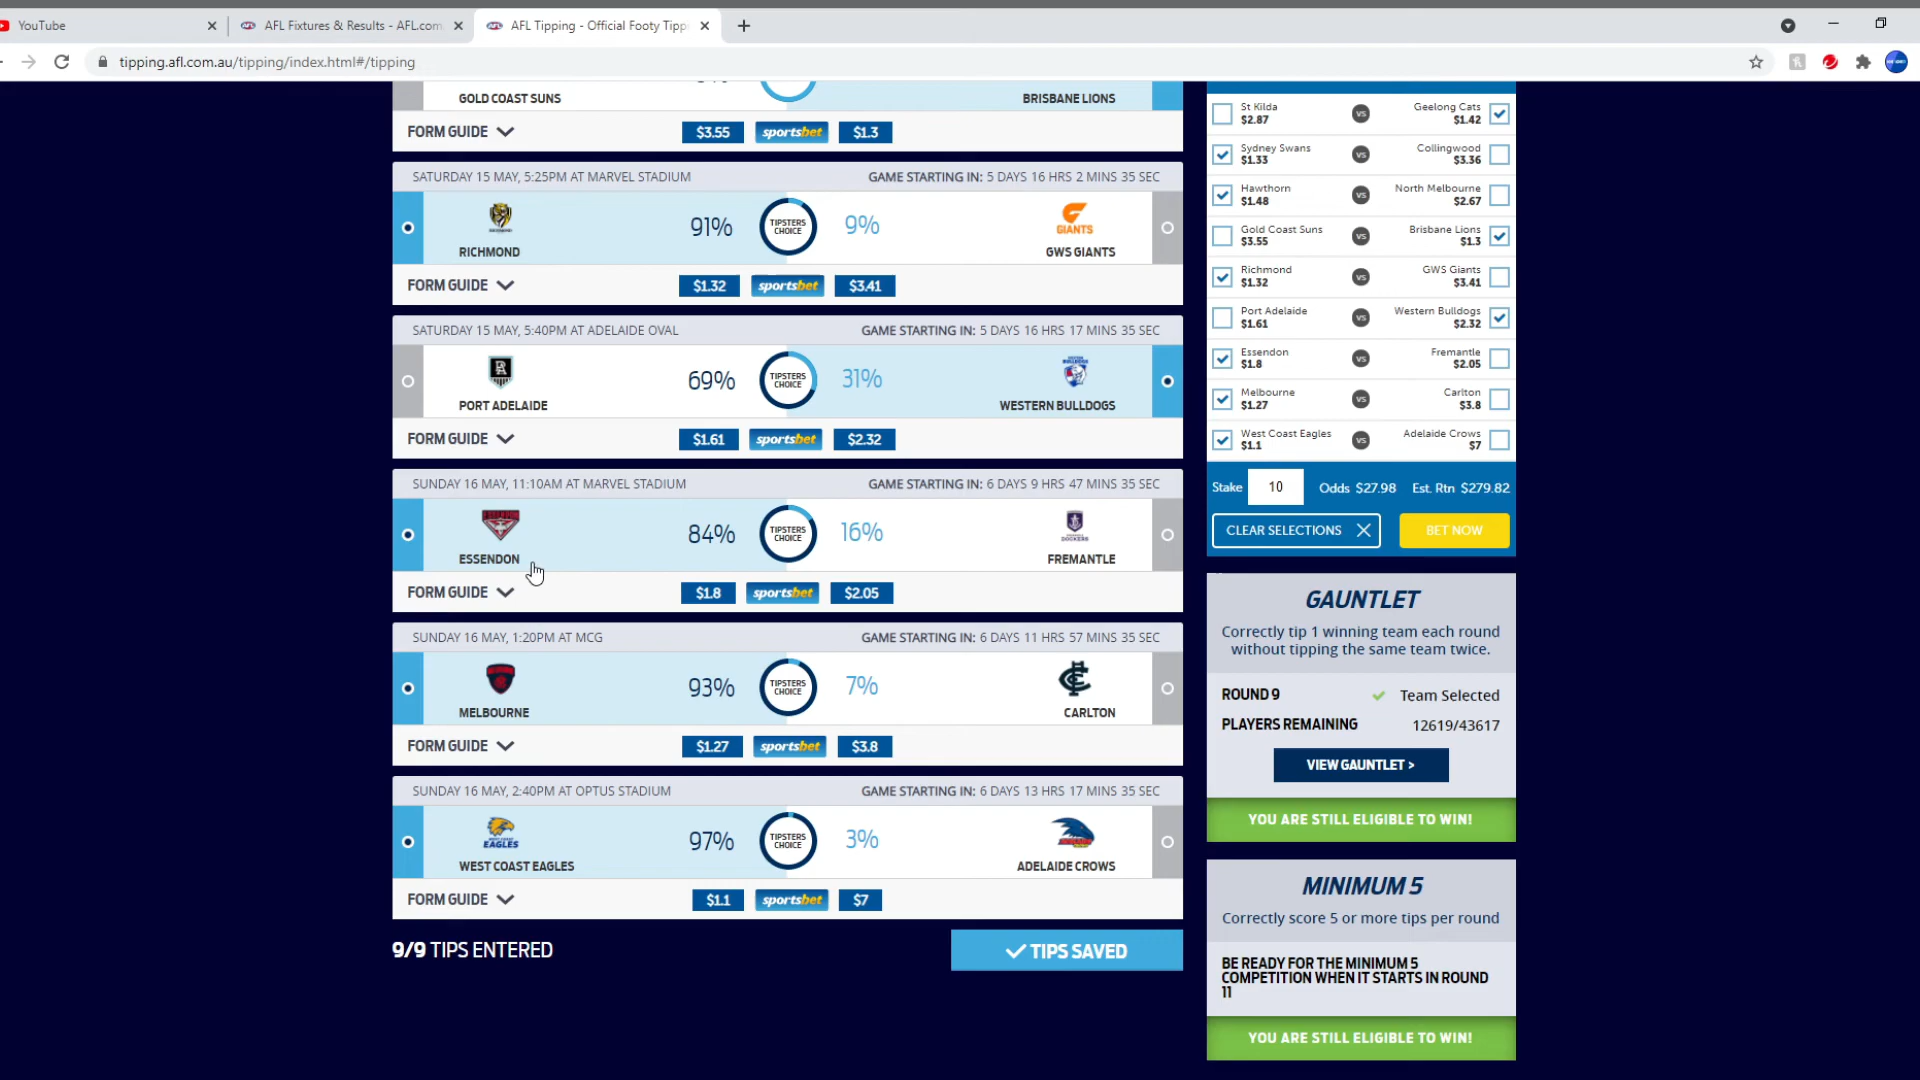 YouTube
AFL Fixtures & Results - AFL.com
AFL Tipping - Official Footy Tipp
tipping.afl.com.au/tipping/index.html#/tipping
GOLD COAST SUNS
BRISBANE LIONS
FORM GUIDE
$3.55
sportsbet
$1.3
SATURDAY 15 MAY, 5:25PM AT MARVEL STADIUM
GAME STARTING IN: 5 DAYS 16 HRS 2 MINS 35 SEC
RICHMOND
91%
TIPSTERS
CHOICE
9%
GIANTS
GWS GIANTS
FORM GUIDE
$1.32
sportsbet
$3.41
SATURDAY 15 MAY, 5:40PM AT ADELAIDE OVAL
GAME STARTING IN: 5 DAYS 16 HRS 17 MINS 35 SEC
PORT ADELAIDE
69%
TIPSTERS
CHOICE
31%
WESTERN BULLDOGS
FORM GUIDE
$1.61
sportsbet
$2.32
SUNDAY 16 MAY, 11:10AM AT MARVEL STADIUM
GAME STARTING IN: 6 DAYS 9 HRS 47 MINS 35 SEC
ESSENDON
84%
TIPSTERS
CHOICE
16%
FREMANTLE
FORM GUIDE
$1.8
sportsbet
$2.05
SUNDAY 16 MAY, 1:20PM AT MCG
GAME STARTING IN: 6 DAYS 11 HRS 57 MINS 35 SEC
MELBOURNE
93%
TIPSTERS
CHOICE
7%
CARLTON
FORM GUIDE
$1.27
sportsbet
$3.8
SUNDAY 16 MAY, 2:40PM AT OPTUS STADIUM
GAME STARTING IN: 6 DAYS 13 HRS 17 MINS 35 SEC
EAGLES
WEST COAST EAGLES
97%
TIPSTERS
CHOICE
3%
ADELAIDE CROWS
FORM GUIDE
$1.1
sportsbet
$7
9/9 TIPS ENTERED
TIPS SAVED
St Kilda
$2.87
vs
Geelong Cats
$1.42
Sydney Swans
$1.33
vs
Collingwood
$3.36
Hawthorn
$1.48
vs
North Melbourne
$2.67
Gold Coast Suns
$3.55
vs
Brisbane Lions
$1.3
Richmond
$1.32
vs
GWS Giants
$3.41
Port Adelaide
$1.61
vs
Western Bulldogs
$2.32
Essendon
$1.8
vs
Fremantle
$2.05
Melbourne
$1.27
vs
Carlton
$3.8
West Coast Eagles
$1.1
vs
Adelaide Crows
$7
Stake 10 Odds $27.98 Est. Rtn $279.82
CLEAR SELECTIONS
BET NOW
GAUNTLET
Correctly tip 1 winning team each round
without tipping the same team twice.
ROUND 9
Team Selected
PLAYERS REMAINING
12619/43617
VIEW GAUNTLET >
YOU ARE STILL ELIGIBLE TO WIN!
MINIMUM 5
Correctly score 5 or more tips per round
BE READY FOR THE MINIMUM 5
COMPETITION WHEN IT STARTS IN ROUND
11
YOU ARE STILL ELIGIBLE TO WIN!